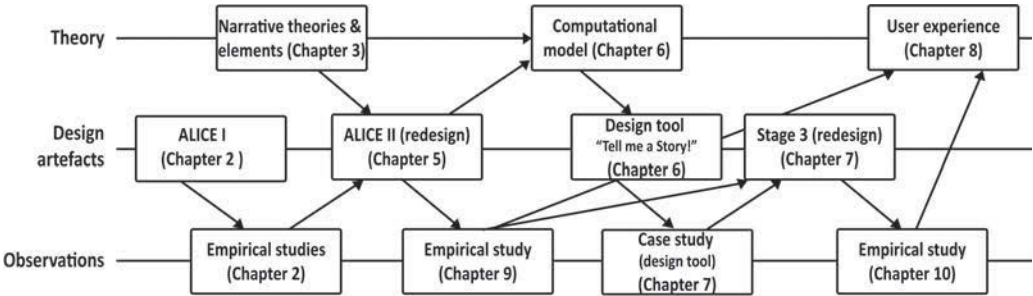 Theory
Narrative theories &
elements (Chapter 3)
Computational
model (Chapter 6)
User experience
(Chapter 8)
Design
artefacts
ALICE I
(Chapter 2 )
ALICE II (redesign)
(Chapter 5)
Design tool
“Tell me a Story!”
(Chapter 6)
Stage 3 (redesign)
(Chapter 7)
Observations
Empirical studies
(Chapter 2)
Empirical study
(Chapter 9)
Case study
(design tool)
(Chapter 7)
Empirical study
(Chapter 10)